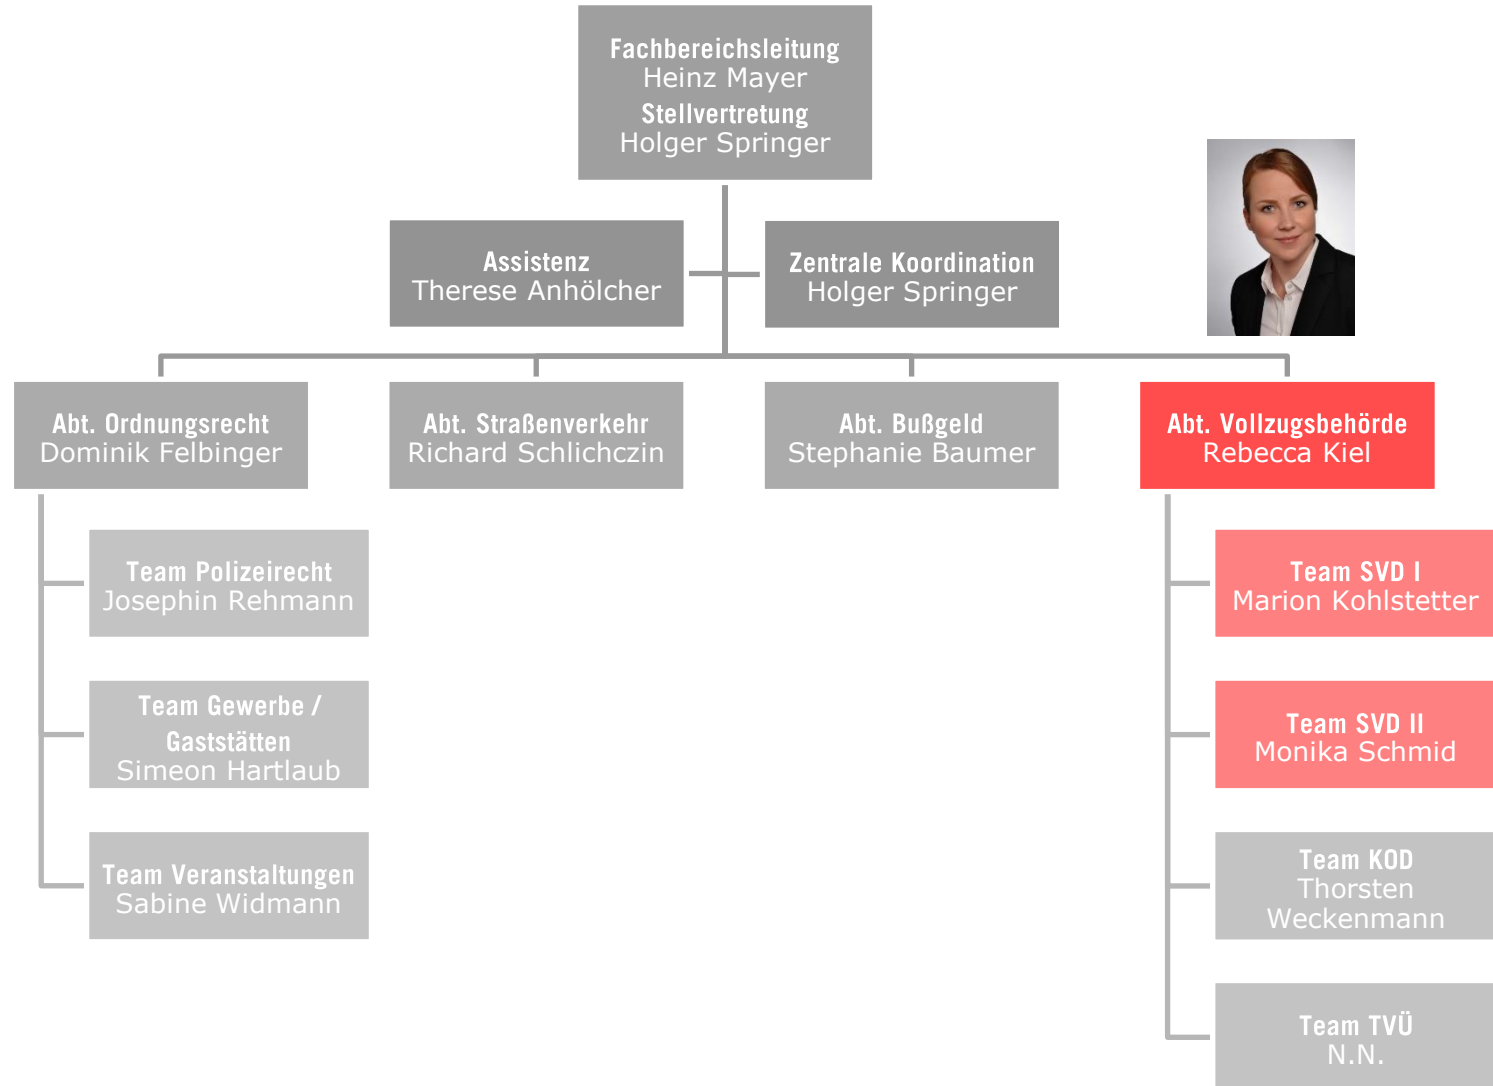 Fachbereichsleitung
Heinz Mayer
Stellvertretung
Holger Springer
Assistenz
Therese Anhölcher
Zentrale Koordination
Holger Springer
Abt. Ordnungsrecht
Dominik Felbinger
Abt. Straßenverkehr
Richard Schlichczin
Abt. Bußgeld
Stephanie Baumer
Abt. Vollzugsbehörde
Rebecca Kiel
Team Polizeirecht
Josephin Rehmann
Team Gewerbe /
Gaststätten
Simeon Hartlaub
Team Veranstaltungen
Sabine Widmann
Team SVD I
Marion Kohlstetter
Team SVD II
Monika Schmid
Team KOD
Thorsten
Weckenmann
Team TVÜ
N.N.